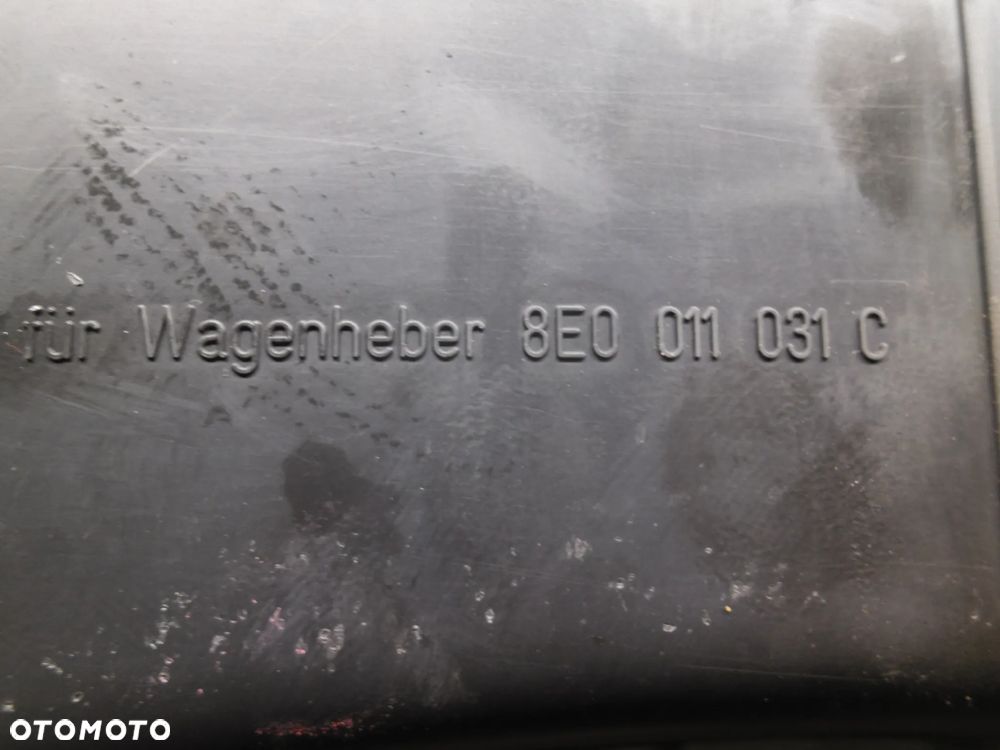 für Wagenheber 8E0 011 031 C
OTOMOTO